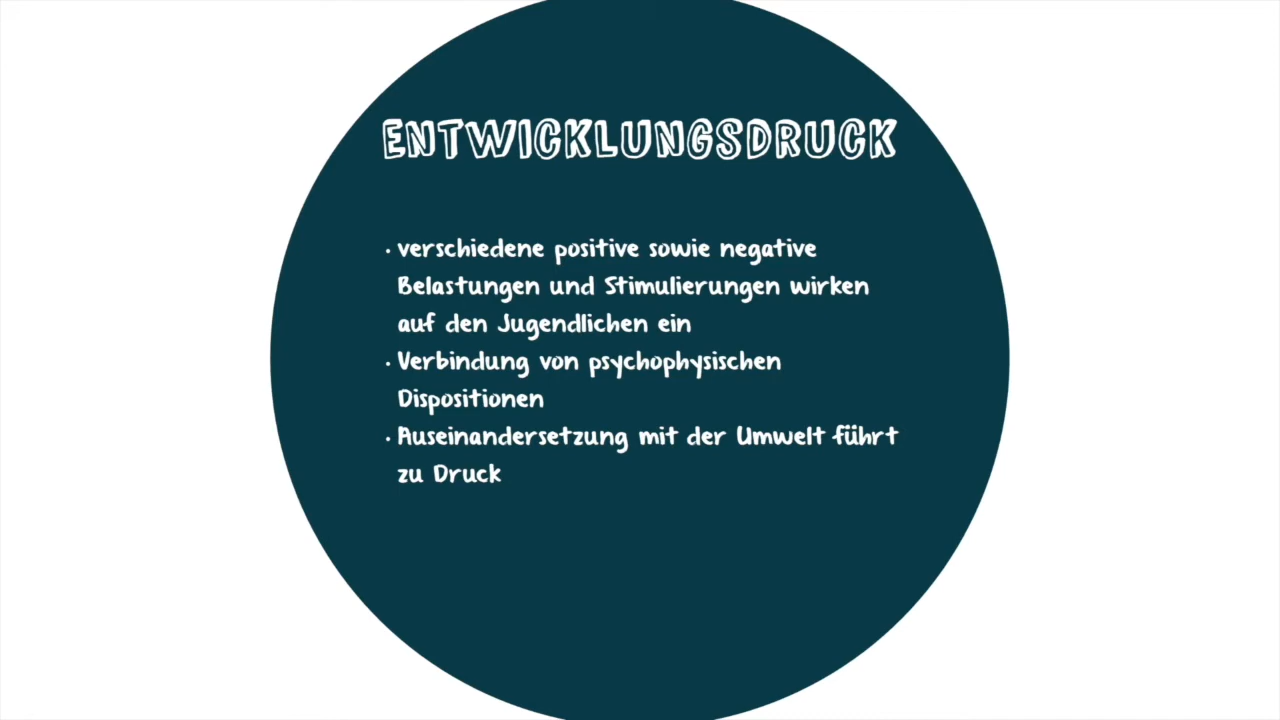 ENTWICKLUNGSDRUCK
• verschiedene positive sowie negative
Belastungen und Stimulierungen wirken
auf den Jugendlichen ein
• Verbindung von psychophysischen
Dispositionen
• Auseinandersetzung mit der Umwelt führt
zu Druck